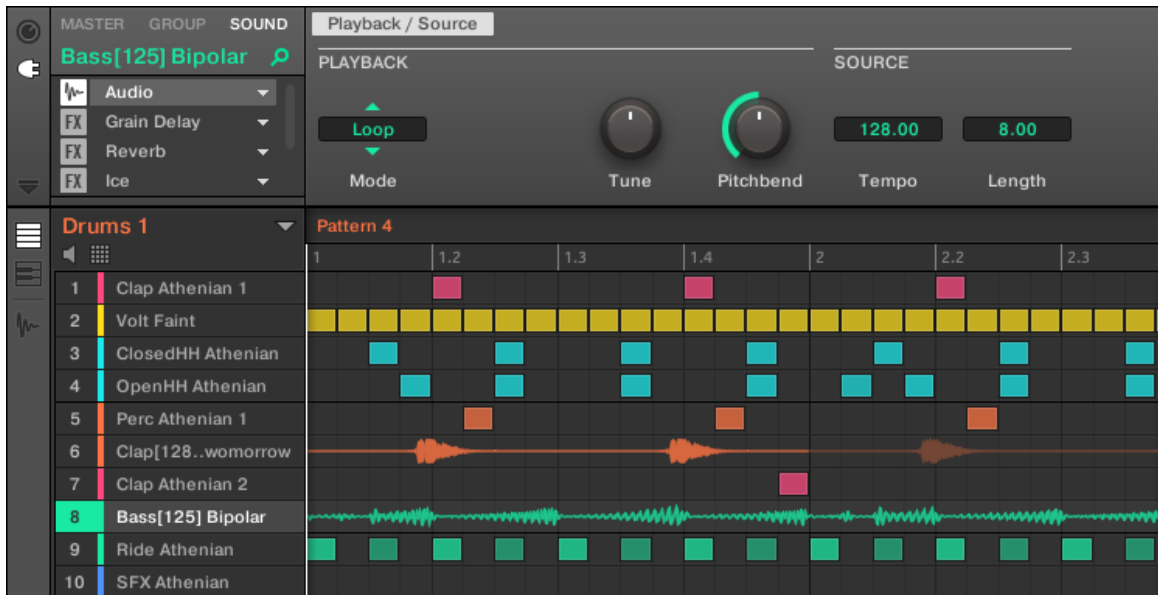 MASTER GROUP SOUND
Bass[125] Bipolar
Audio
FX Grain Delay
FX Reverb
FX Ice
Playback / Source
PLAYBACK
SOURCE
Loop
128.00
8.00
Mode
Tune
Pitchbend
Tempo
Length
Drums 1
Pattern 4
1 1.2 1.3 1.4 2 2.2 2.3
1 Clap Athenian 1
2 Volt Faint
3 ClosedHH Athenian
4 OpenHH Athenian
5 Perc Athenian 1
6 Clap[128..womorrow
7 Clap Athenian 2
8 Bass[125] Bipolar
9 Ride Athenian
10 SFX Athenian